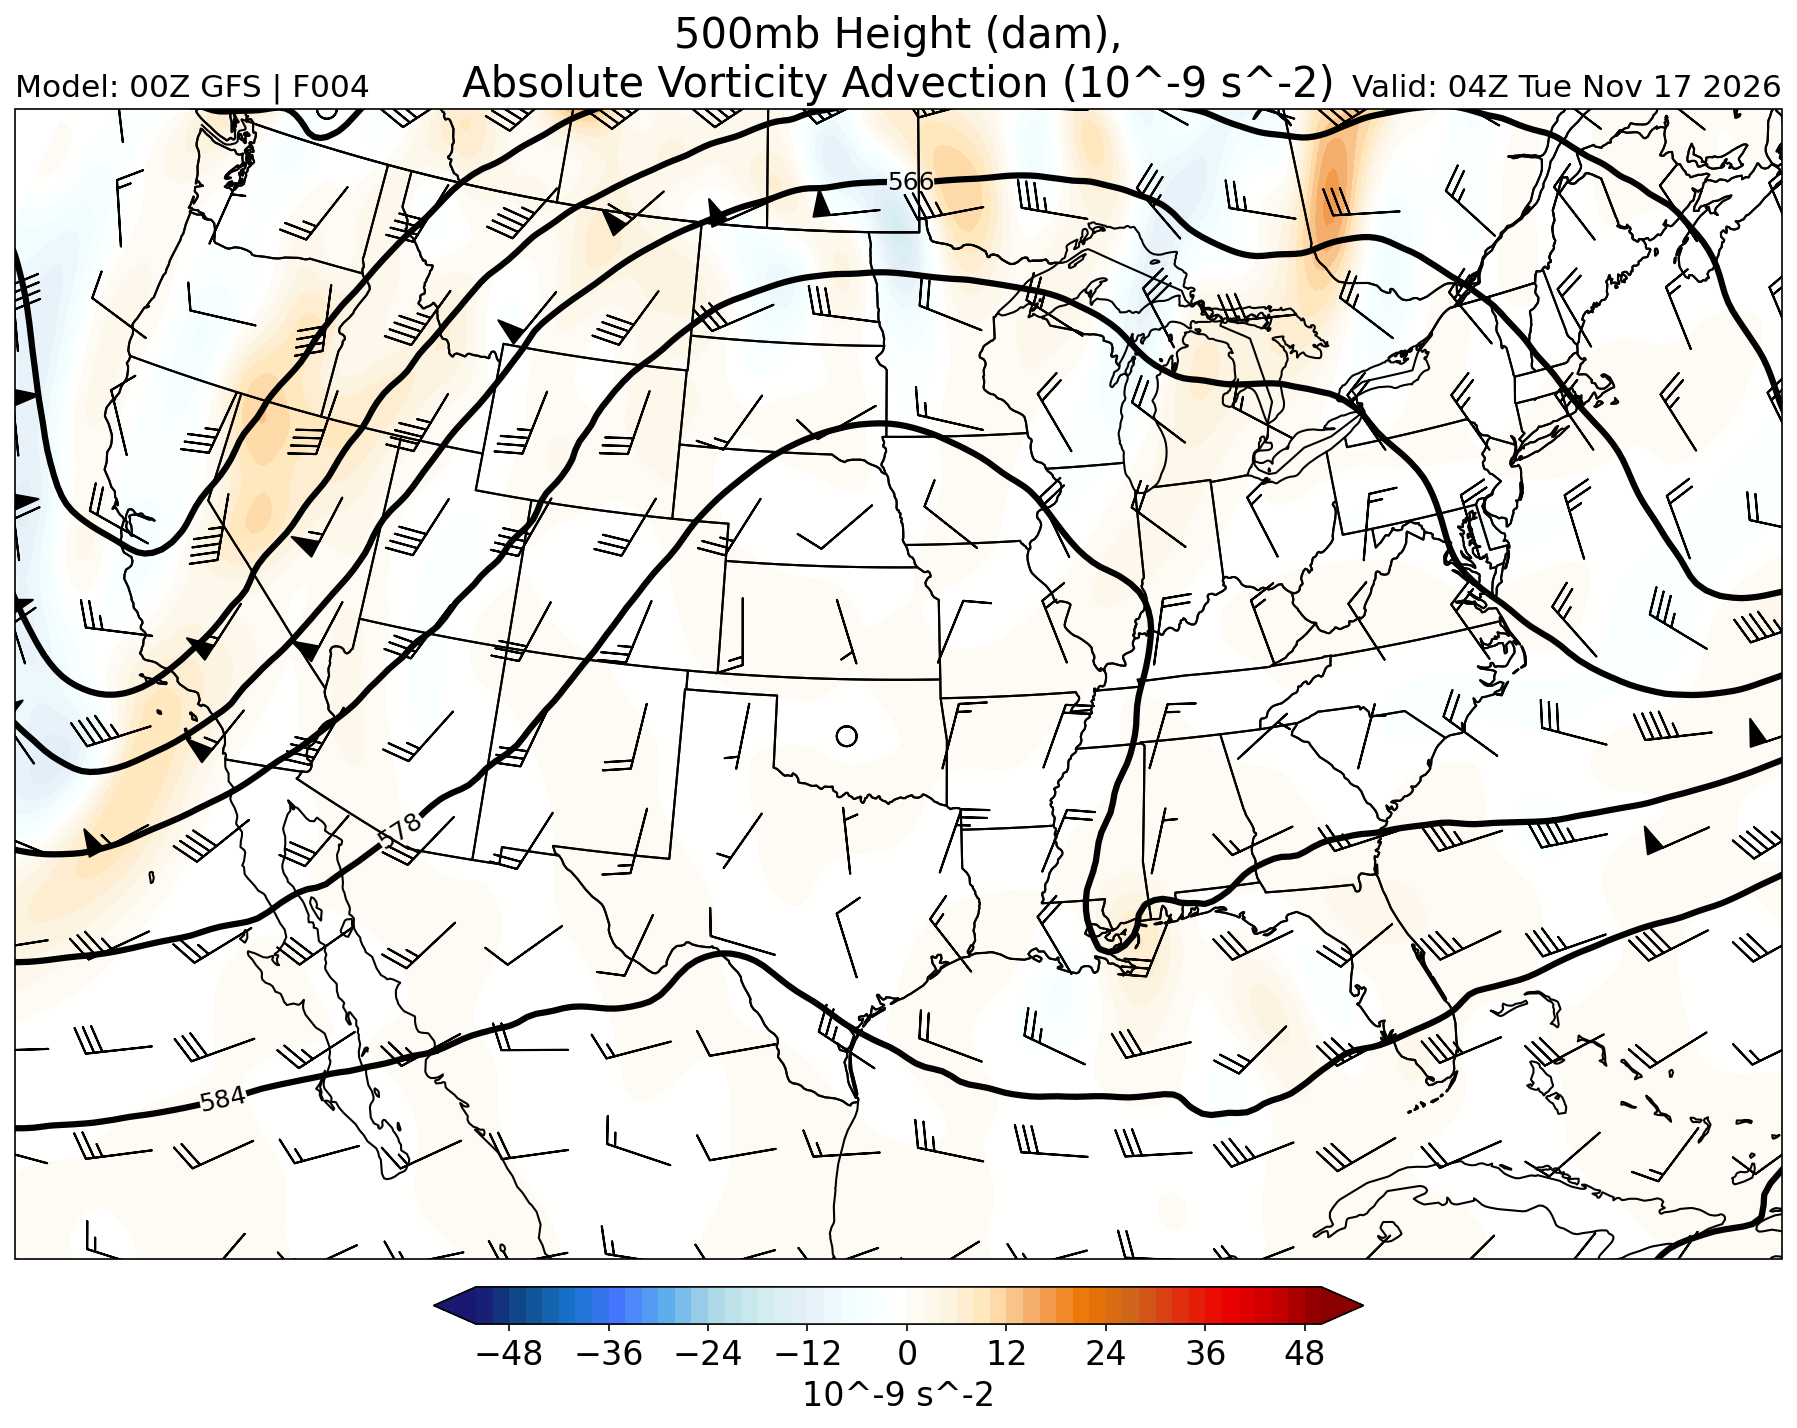 500mb Height (dam),
Model: 00Z GFS | F004
Absolute Vorticity Advection (10^-9 s^-2)
Valid: 04Z Tue Nov 17 2026
566
578
584
−48
−36
−24
−12
0
12
24
36
48
10^-9 s^-2